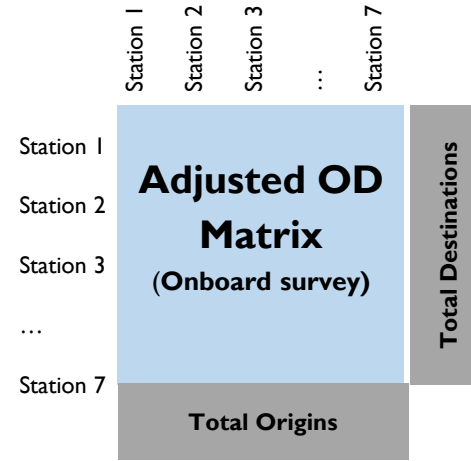 Station 1
Station 2
Station 3
...
Station 7
Station 1
Station 2
Station 3
...
Station 7
Adjusted OD
Matrix
(Onboard survey)
Total Destinations
Total Origins